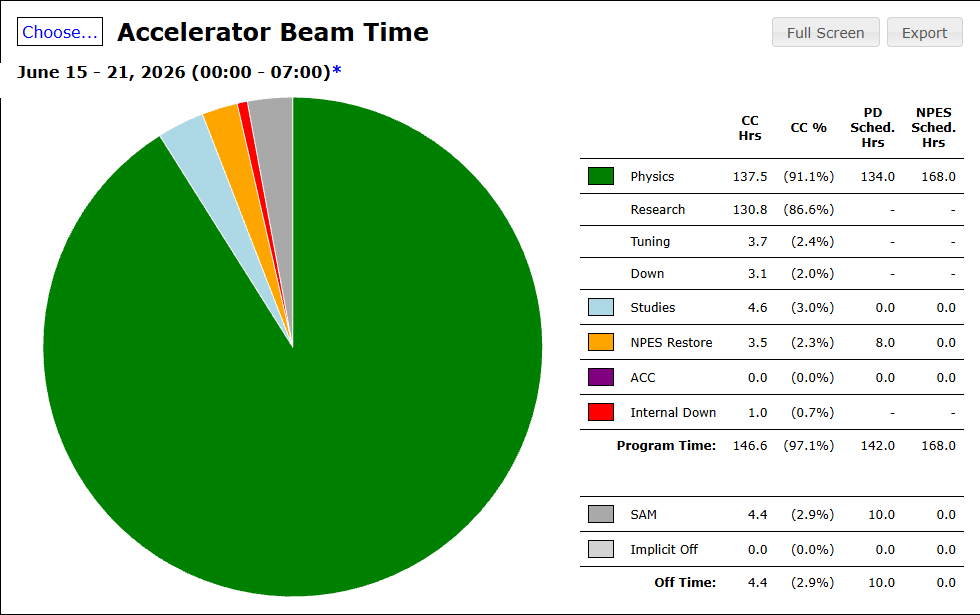 Choose... Accelerator Beam Time Full Screen Export
June 15 - 21, 2026 (00:00 - 07:00)*
CC Hrs CC % PD Sched. Hrs NPES Sched. Hrs
Physics 137.5 (91.1%) 134.0 168.0
Research 130.8 (86.6%) - -
Tuning 3.7 (2.4%) - -
Down 3.1 (2.0%) - -
Studies 4.6 (3.0%) 0.0 0.0
NPES Restore 3.5 (2.3%) 8.0 0.0
ACC 0.0 (0.0%) 0.0 0.0
Internal Down 1.0 (0.7%) - -
Program Time: 146.6 (97.1%) 142.0 168.0
SAM 4.4 (2.9%) 10.0 0.0
Implicit Off 0.0 (0.0%) 0.0 0.0
Off Time: 4.4 (2.9%) 10.0 0.0